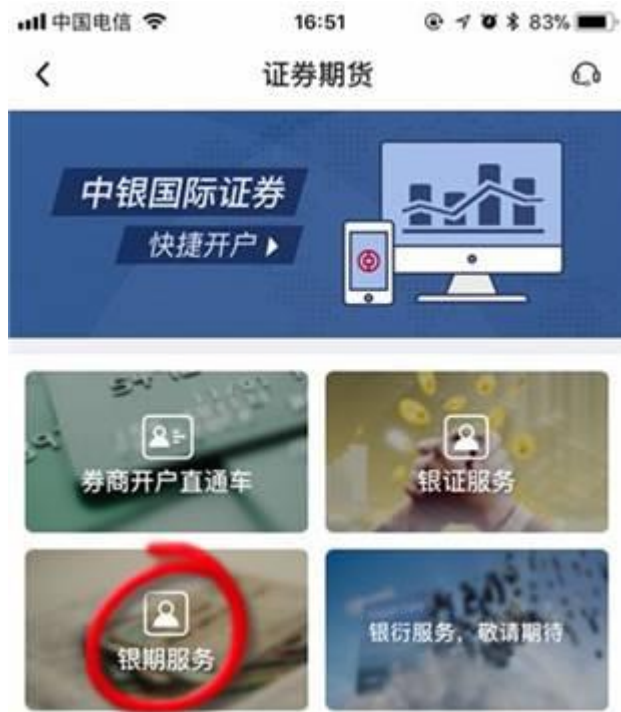 中国电信 16:51 83%
证券期货
中银国际证券
快捷开户
券商开户直通车 银证服务
银期服务 银衍服务，敬请期待